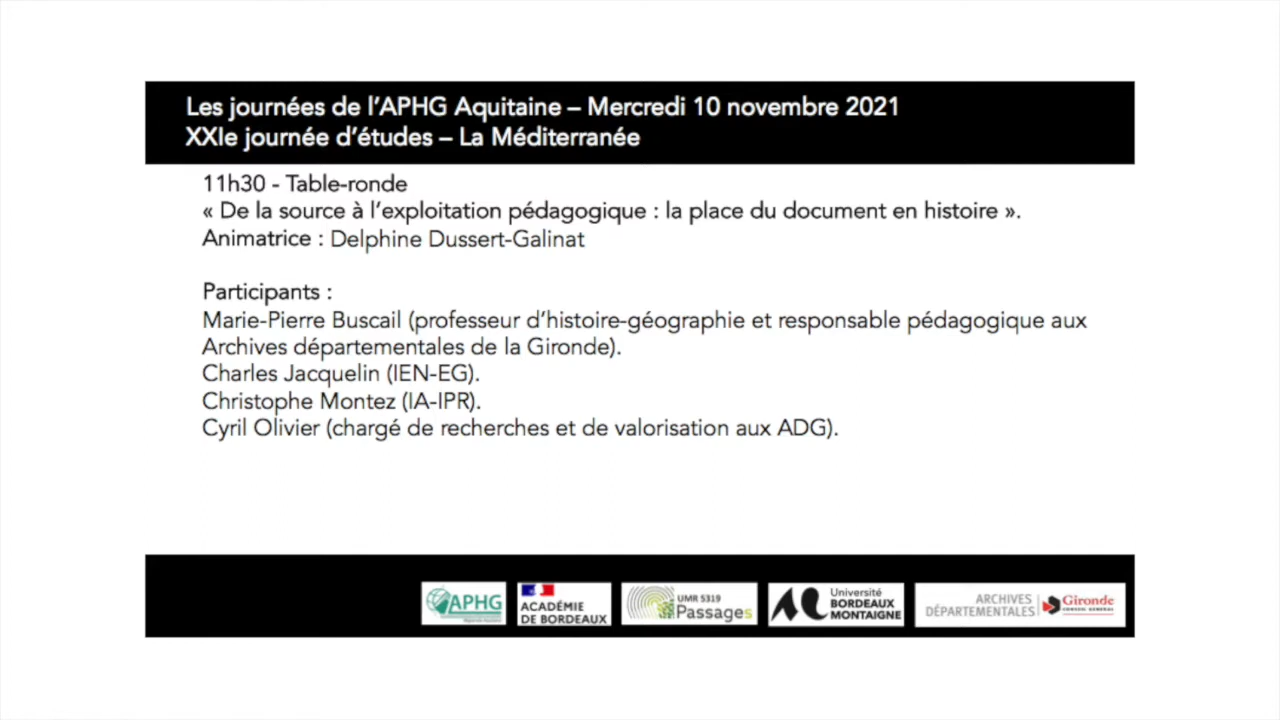 Les journées de l’APHG Aquitaine – Mercredi 10 novembre 2021
XXIe journée d’études – La Méditerranée
11h30 - Table-ronde
« De la source à l’exploitation pédagogique : la place du document en histoire ».
Animatrice : Delphine Dussert-Galinat
Participants :
Marie-Pierre Buscail (professeur d’histoire-géographie et responsable pédagogique aux
Archives départementales de la Gironde).
Charles Jacquelin (IEN-EG).
Christophe Montez (IA-IPR).
Cyril Olivier (chargé de recherches et de valorisation aux ADG).
APHG
ACADÉMIE
DE BORDEAUX
UMR 5319
Passages
Université
BORDEAUX
MONTAIGNE
ARCHIVES
DÉPARTEMENTALES
Gironde
CONSEIL GENERAL